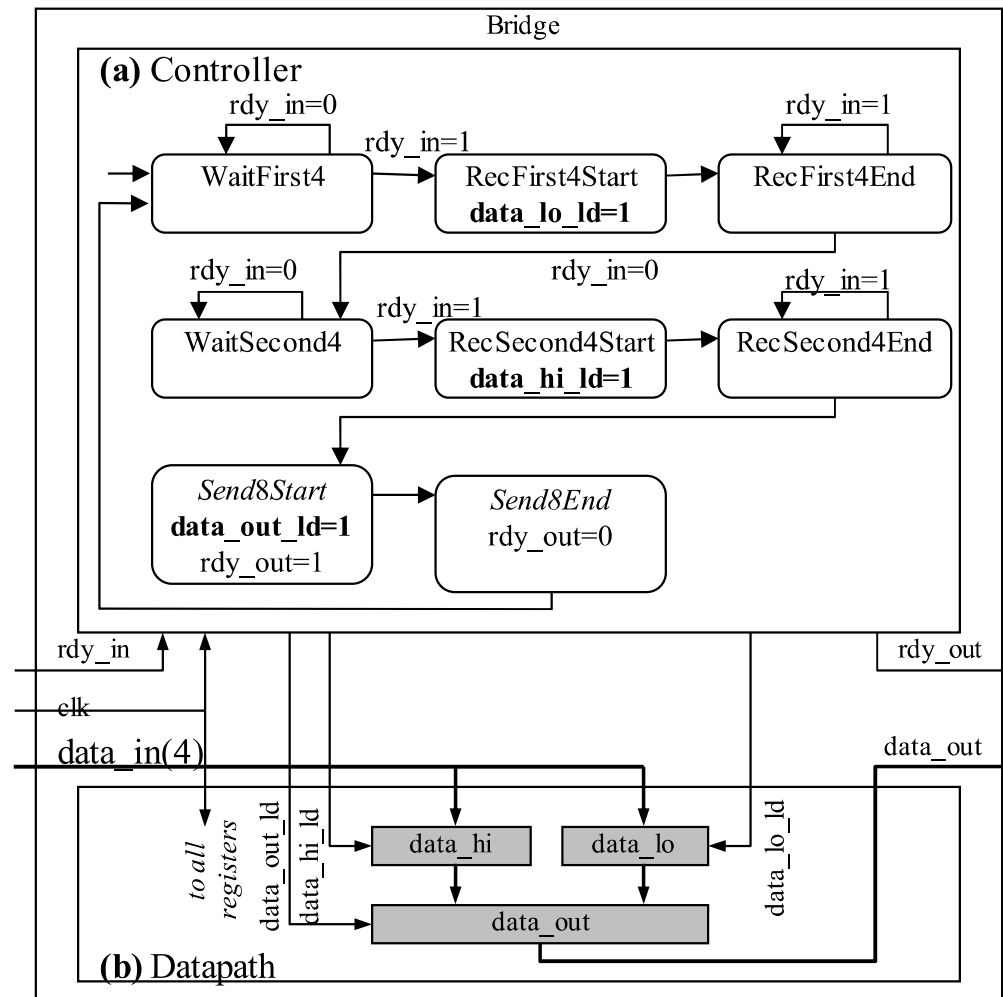 Bridge
(a) Controller
rdy_in=0
rdy_in=1
rdy_in=1
WaitFirst4
RecFirst4Start
data_lo_ld=1
RecFirst4End
rdy_in=0
rdy_in=0
rdy_in=1
rdy_in=1
WaitSecond4
RecSecond4Start
data_hi_ld=1
RecSecond4End
Send8Start
data_out_ld=1
rdy_out=1
Send8End
rdy_out=0
rdy_in
rdy_out
clk
data_in(4)
data_out
to all
registers
data_out_ld
data_hi_ld
data_hi
data_lo
data_lo_ld
data_out
(b) Datapath